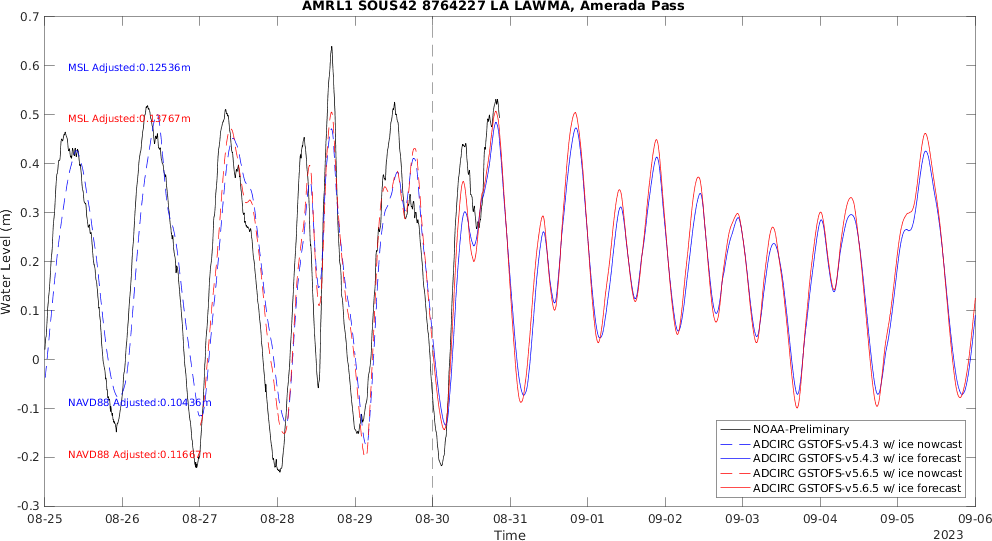 AMRL1 SOUS42 8764227 LA LAWMA, Amerada Pass
0.7
0.6
0.5
0.4
0.3
0.2
0.1
0
-0.1
-0.2
-0.3
Water Level (m)
MSL Adjusted:0.12536m
MSL Adjusted:0.13767m
NAVD88 Adjusted:0.10436m
NAVD88 Adjusted:0.11667m
NOAA-Preliminary
ADCIRC GSTOFS-v5.4.3 w/ ice nowcast
ADCIRC GSTOFS-v5.4.3 w/ ice forecast
ADCIRC GSTOFS-v5.6.5 w/ ice nowcast
ADCIRC GSTOFS-v5.6.5 w/ ice forecast
08-25 08-26 08-27 08-28 08-29 08-30 08-31 09-01 09-02 09-03 09-04 09-05 09-06
Time
2023